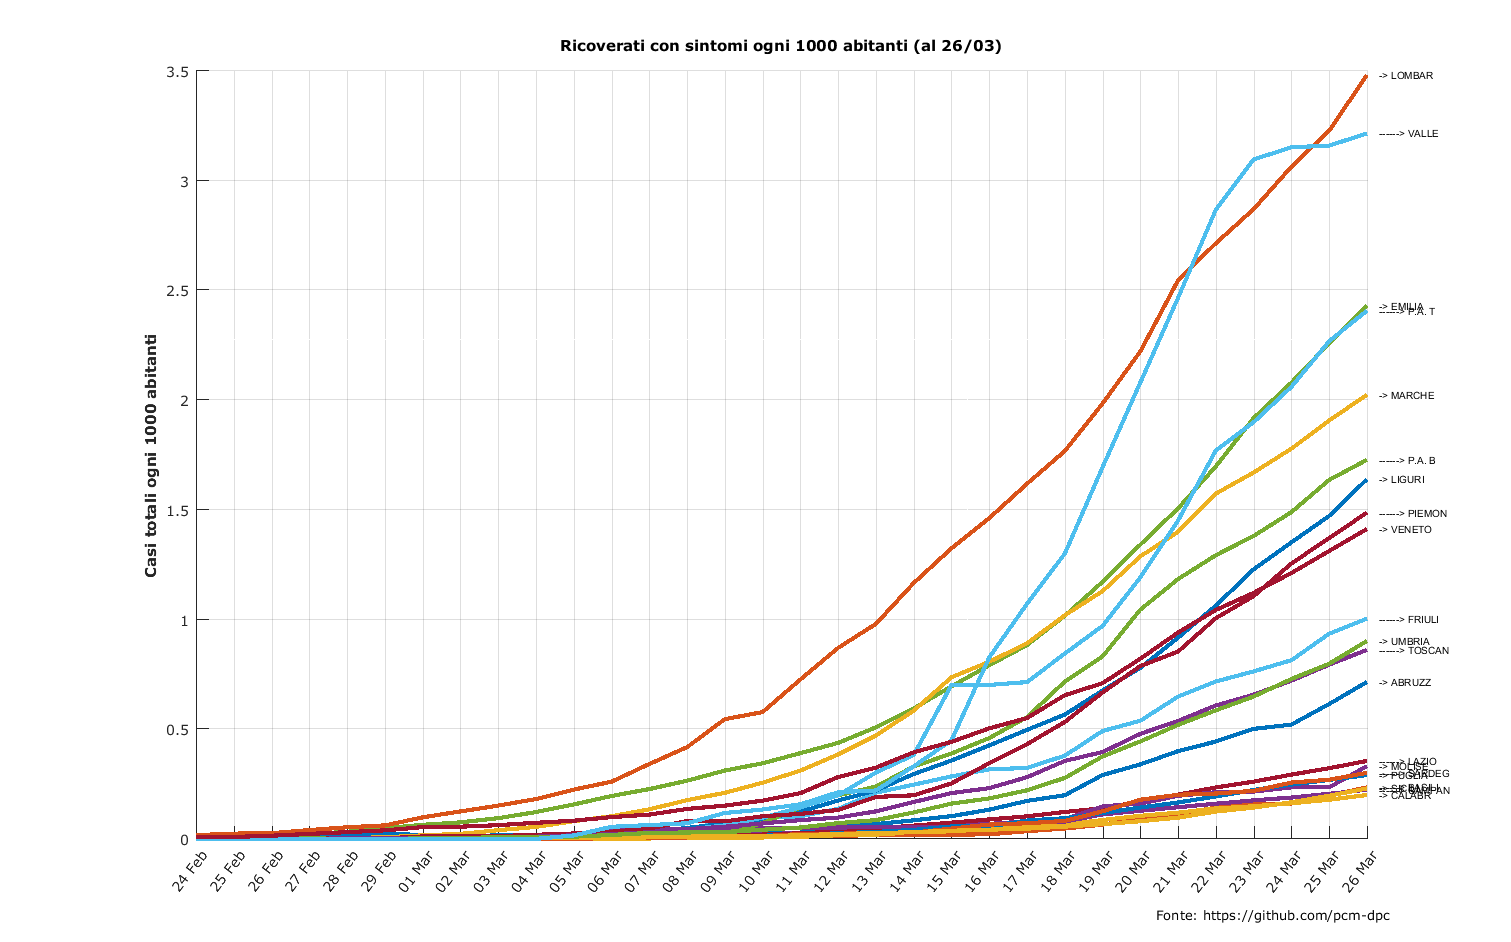 Ricoverati con sintomi ogni 1000 abitanti (al 26/03)
Casi totali ogni 1000 abitanti
3.5
3
2.5
2
1.5
1
0.5
0
-> LOMBAR
------> VALLE
-> EMILIA
------> P.A. T
-> MARCHE
------> P.A. B
-> LIGURI
------> PIEMON
-> VENETO
------> FRIULI
-> UMBRIA
------> TOSCAN
-> ABRUZZ
------> LAZIO
-> MOLISE
------> SARDEG
-> PUGLIA
-> CALABR
24 Feb
25 Feb
26 Feb
27 Feb
28 Feb
29 Feb
01 Mar
02 Mar
03 Mar
04 Mar
05 Mar
06 Mar
07 Mar
08 Mar
09 Mar
10 Mar
11 Mar
12 Mar
13 Mar
14 Mar
15 Mar
16 Mar
17 Mar
18 Mar
19 Mar
20 Mar
21 Mar
22 Mar
23 Mar
24 Mar
25 Mar
26 Mar
Fonte: https://github.com/pcm-dpc